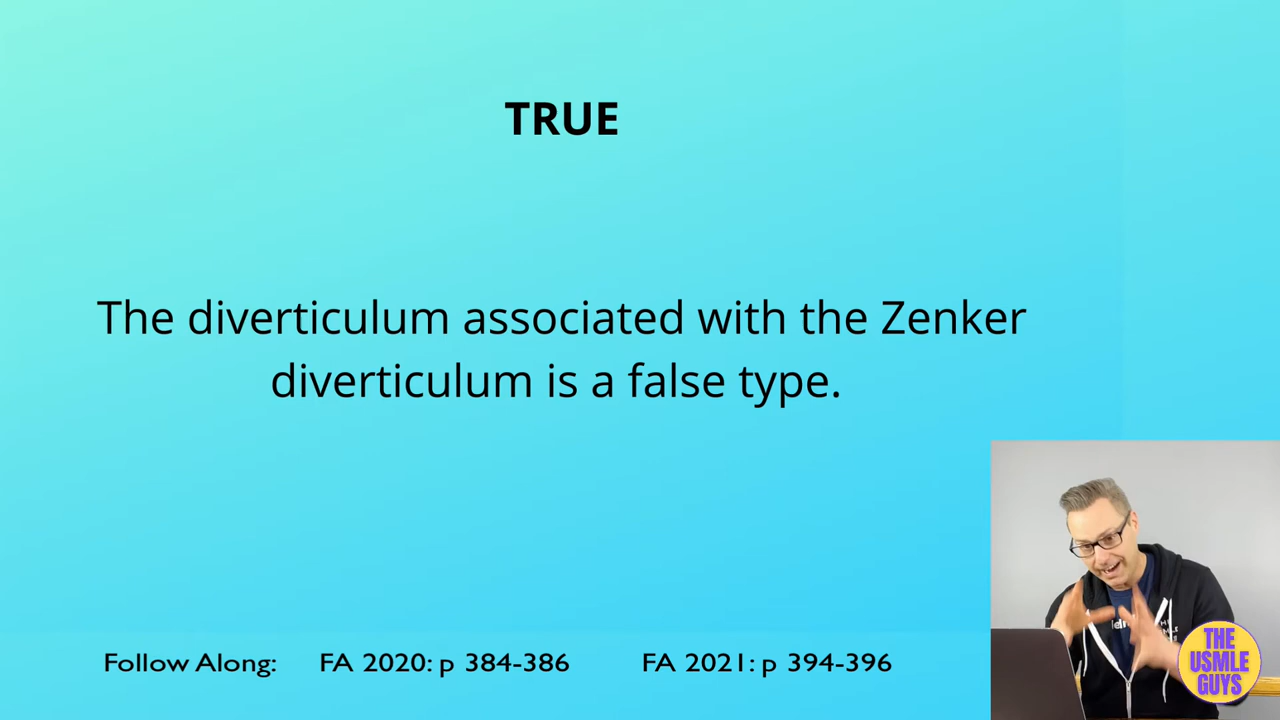 TRUE
The diverticulum associated with the Zenker
diverticulum is a false type.
Follow Along: FA 2020: p 384-386 FA 2021: p 394-396
THE
USMLE
GUYS